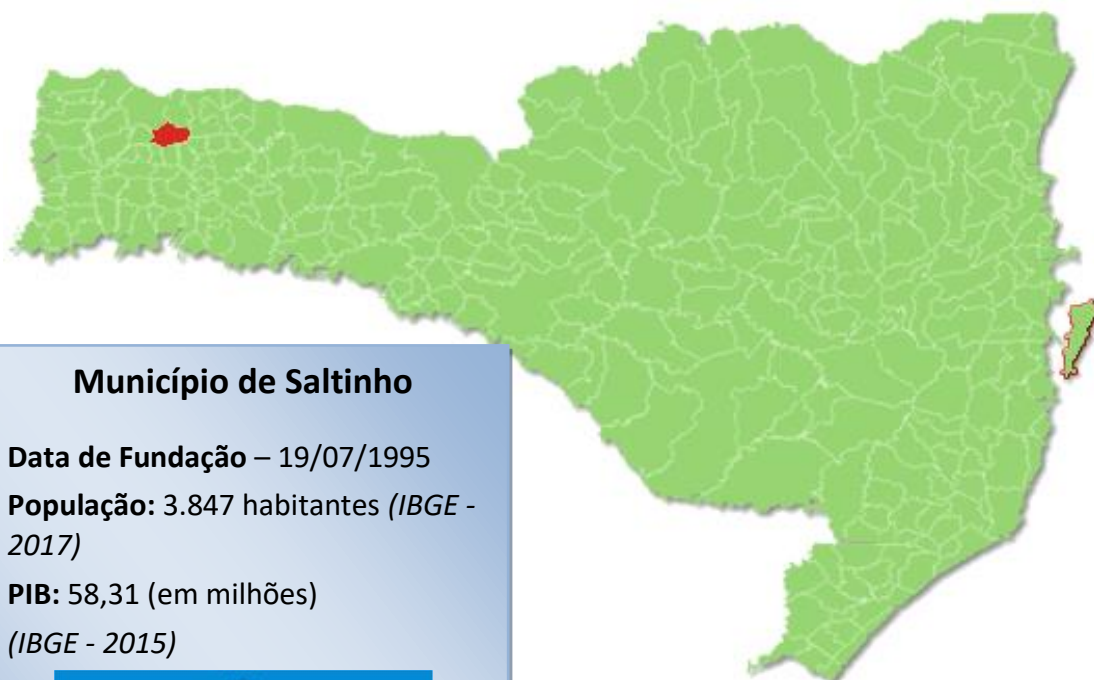 Município de Saltinho
Data de Fundação – 19/07/1995
População: 3.847 habitantes (IBGE -
2017)
PIB: 58,31 (em milhões)
(IBGE - 2015)